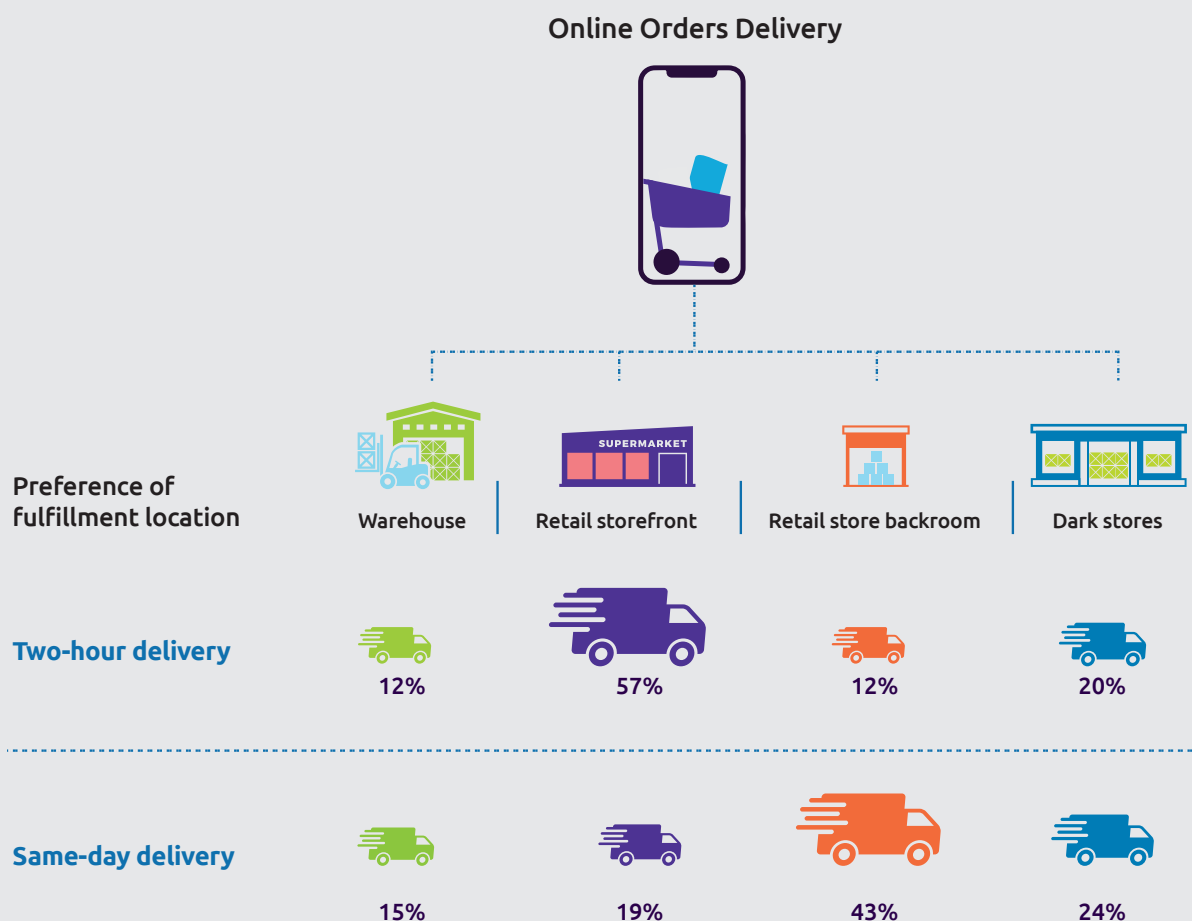 Online Orders Delivery
SUPERMARKET
Preference of
fulfillment location
Warehouse
Retail storefront
Retail store backroom
Dark stores
Two-hour delivery
12%
57%
12%
20%
Same-day delivery
15%
19%
43%
24%